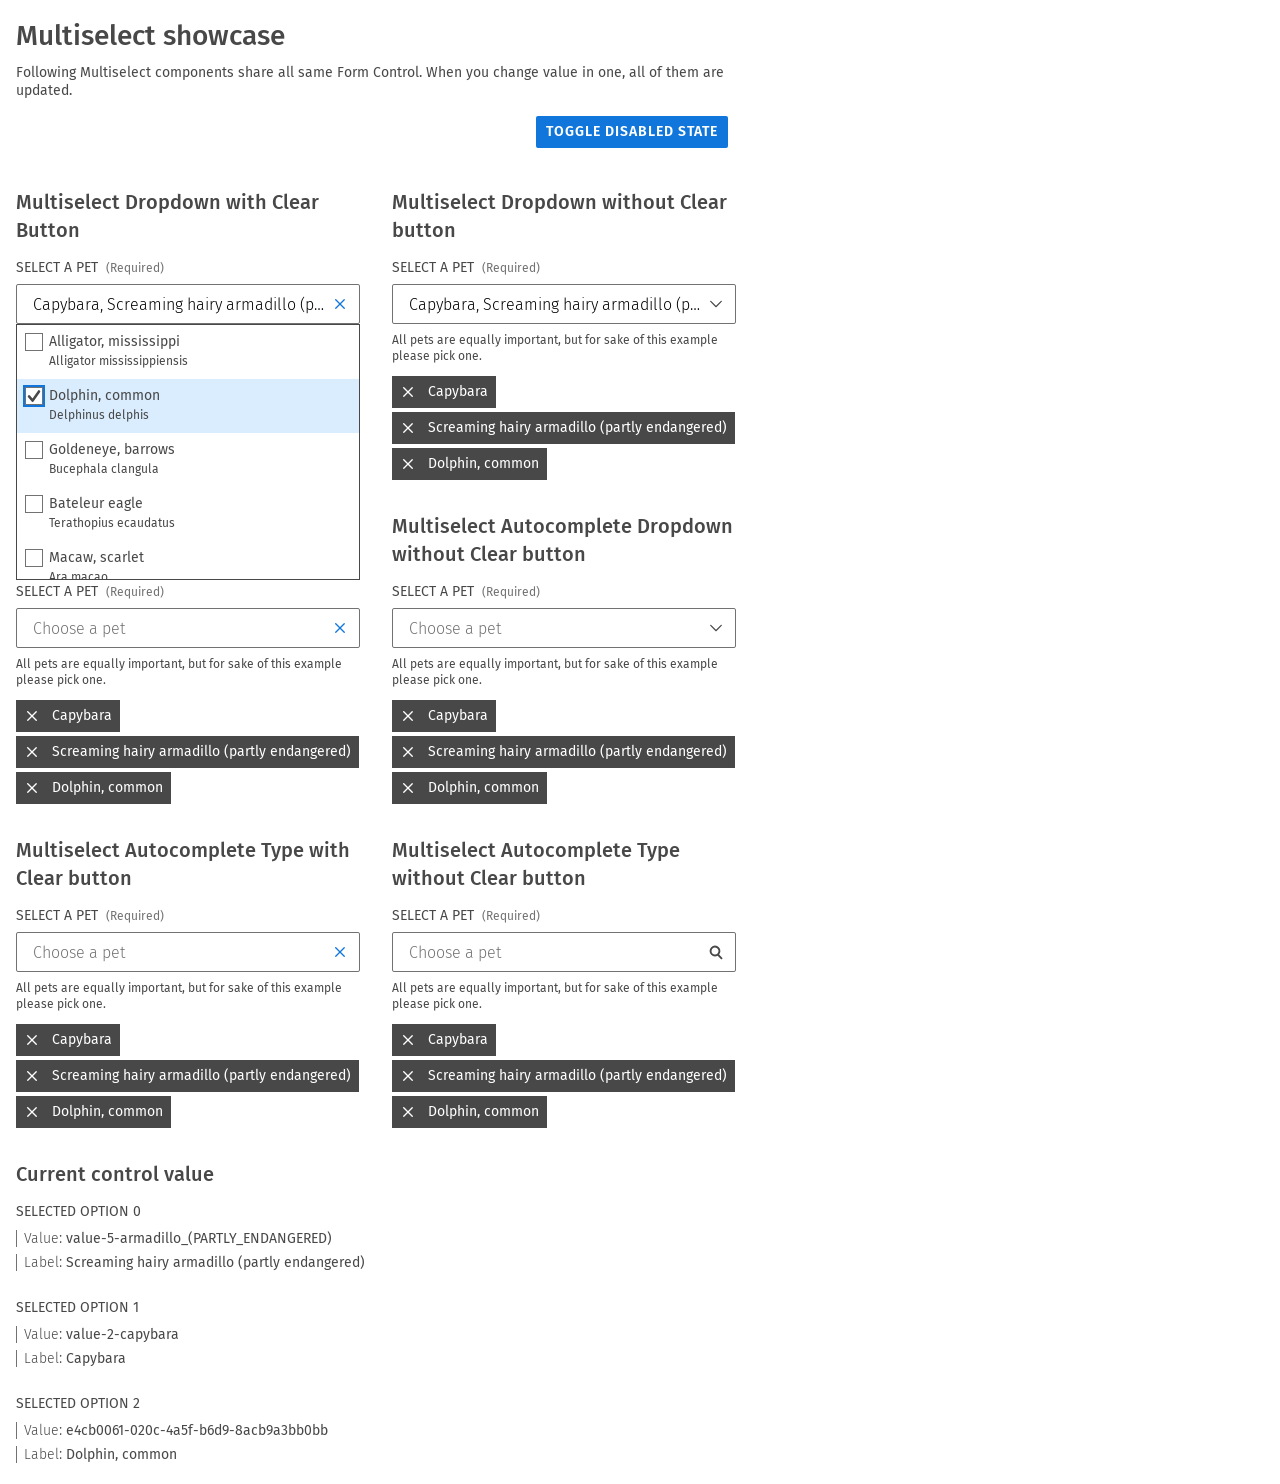 Multiselect showcase
Following Multiselect components share all same Form Control. When you change value in one, all of them are
updated.
TOGGLE DISABLED STATE
Multiselect Dropdown with Clear
Button
SELECT A PET (Required)
Capybara, Screaming hairy armadillo (p...
Alligator, mississippi
Alligator mississippiensis
Dolphin, common
Delphinus delphis
Goldeneye, barrows
Bucephala clangula
Bateleur eagle
Terathopius ecaudatus
Macaw, scarlet
Ara macao
Multiselect Dropdown without Clear
button
SELECT A PET (Required)
Capybara, Screaming hairy armadillo (p...
All pets are equally important, but for sake of this example
please pick one.
Capybara
Screaming hairy armadillo (partly endangered)
Dolphin, common
SELECT A PET (Required)
Choose a pet
All pets are equally important, but for sake of this example
please pick one.
Capybara
Screaming hairy armadillo (partly endangered)
Dolphin, common
Multiselect Autocomplete Dropdown
without Clear button
SELECT A PET (Required)
Choose a pet
All pets are equally important, but for sake of this example
please pick one.
Capybara
Screaming hairy armadillo (partly endangered)
Dolphin, common
Multiselect Autocomplete Type with
Clear button
SELECT A PET (Required)
Choose a pet
All pets are equally important, but for sake of this example
please pick one.
Capybara
Screaming hairy armadillo (partly endangered)
Dolphin, common
Multiselect Autocomplete Type
without Clear button
SELECT A PET (Required)
Choose a pet
All pets are equally important, but for sake of this example
please pick one.
Capybara
Screaming hairy armadillo (partly endangered)
Dolphin, common
Current control value
SELECTED OPTION 0
Value: value-5-armadillo_(PARTLY_ENDANGERED)
Label: Screaming hairy armadillo (partly endangered)
SELECTED OPTION 1
Value: value-2-capybara
Label: Capybara
SELECTED OPTION 2
Value: e4cb0061-020c-4a5f-b6d9-8acb9a3bb0bb
Label: Dolphin, common